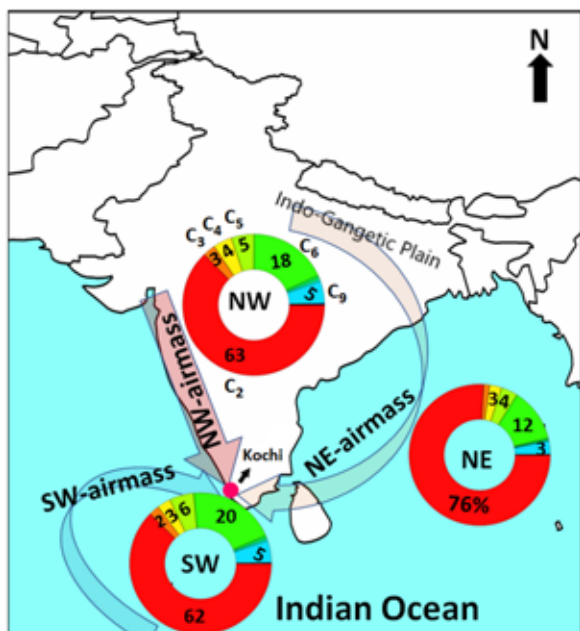 N
Indo-Gangetic Plain
C3
C4
C5
C6
C9
C2
3
4
5
18
5
63
NW
NW-airmass
Kochi
NE-airmass
3
4
12
3
76%
NE
SW-airmass
2
3
6
20
5
62
SW
Indian Ocean